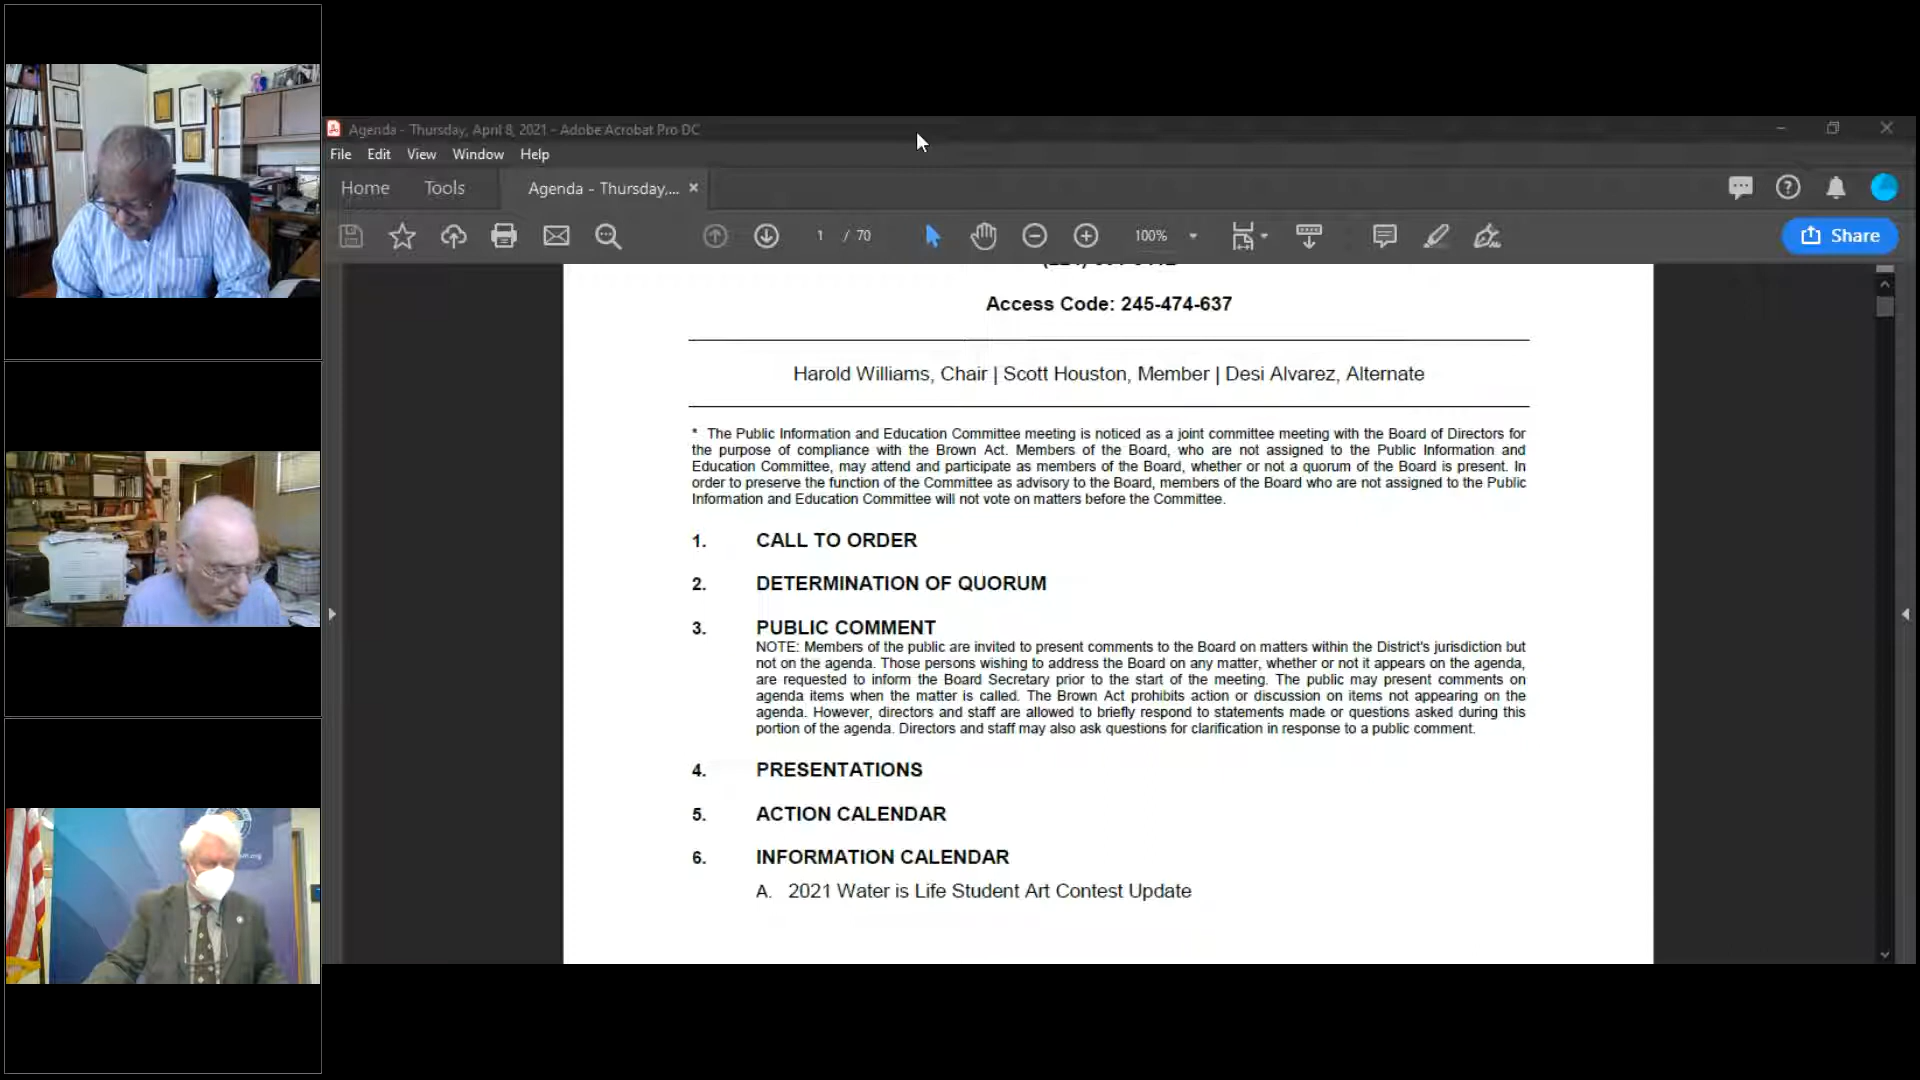 Agenda - Thursday, April 8, 2021 - Adobe Acrobat Pro DC
File Edit View Window Help
Home Tools Agenda - Thursday,... ×
1 / 70 100% Share
Access Code: 245-474-637
Harold Williams, Chair | Scott Houston, Member | Desi Alvarez, Alternate
* The Public Information and Education Committee meeting is noticed as a joint committee meeting with the Board of Directors for
the purpose of compliance with the Brown Act. Members of the Board, who are not assigned to the Public Information and
Education Committee, may attend and participate as members of the Board, whether or not a quorum of the Board is present. In
order to preserve the function of the Committee as advisory to the Board, members of the Board who are not assigned to the Public
Information and Education Committee will not vote on matters before the Committee.
1. CALL TO ORDER
2. DETERMINATION OF QUORUM
3. PUBLIC COMMENT
NOTE: Members of the public are invited to present comments to the Board on matters within the District's jurisdiction but
not on the agenda. Those persons wishing to address the Board on any matter, whether or not it appears on the agenda,
are requested to inform the Board Secretary prior to the start of the meeting. The public may present comments on
agenda items when the matter is called. The Brown Act prohibits action or discussion on items not appearing on the
agenda. However, directors and staff are allowed to briefly respond to statements made or questions asked during this
portion of the agenda. Directors and staff may also ask questions for clarification in response to a public comment.
4. PRESENTATIONS
5. ACTION CALENDAR
6. INFORMATION CALENDAR
A. 2021 Water is Life Student Art Contest Update